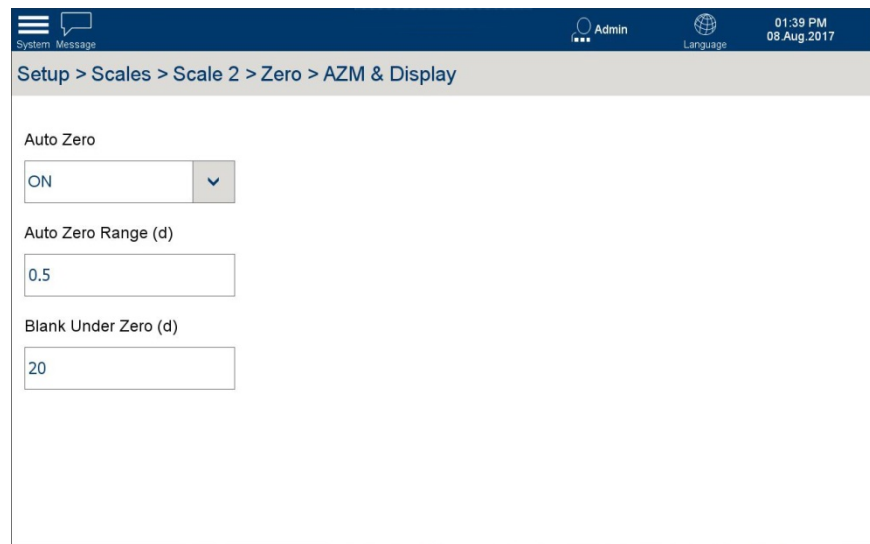 System Message
Admin
Language
01:39 PM
08.Aug.2017
Setup > Scales > Scale 2 > Zero > AZM & Display
Auto Zero
ON
Auto Zero Range (d)
0.5
Blank Under Zero (d)
20